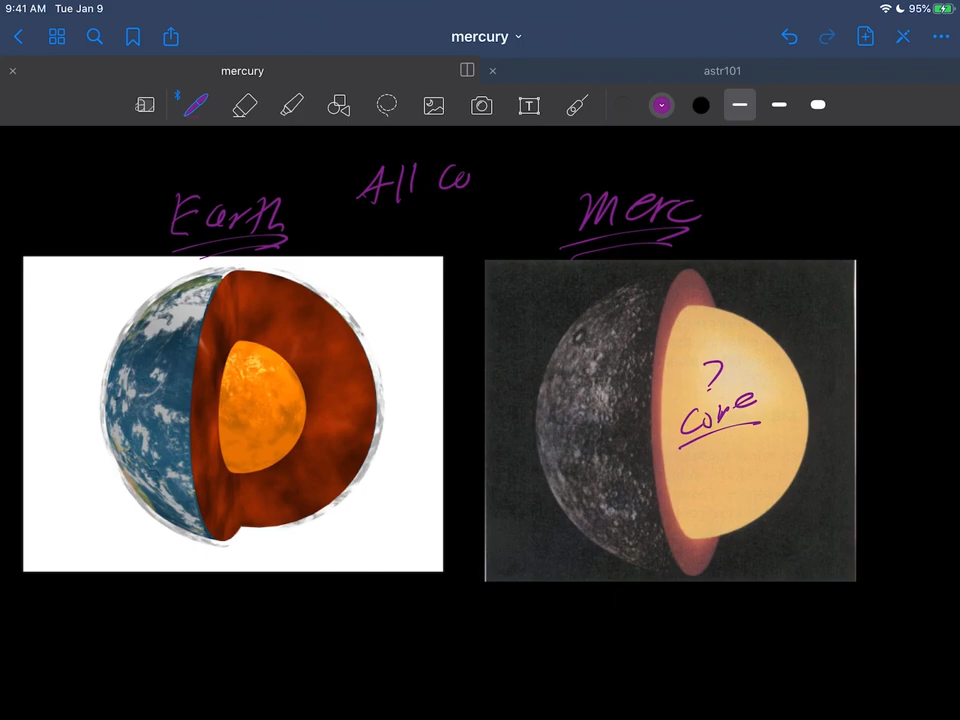 9:41 AM Tue Jan 9
95%
mercury
mercury
astr101
T
All Co
Earth
Merc
?
Core